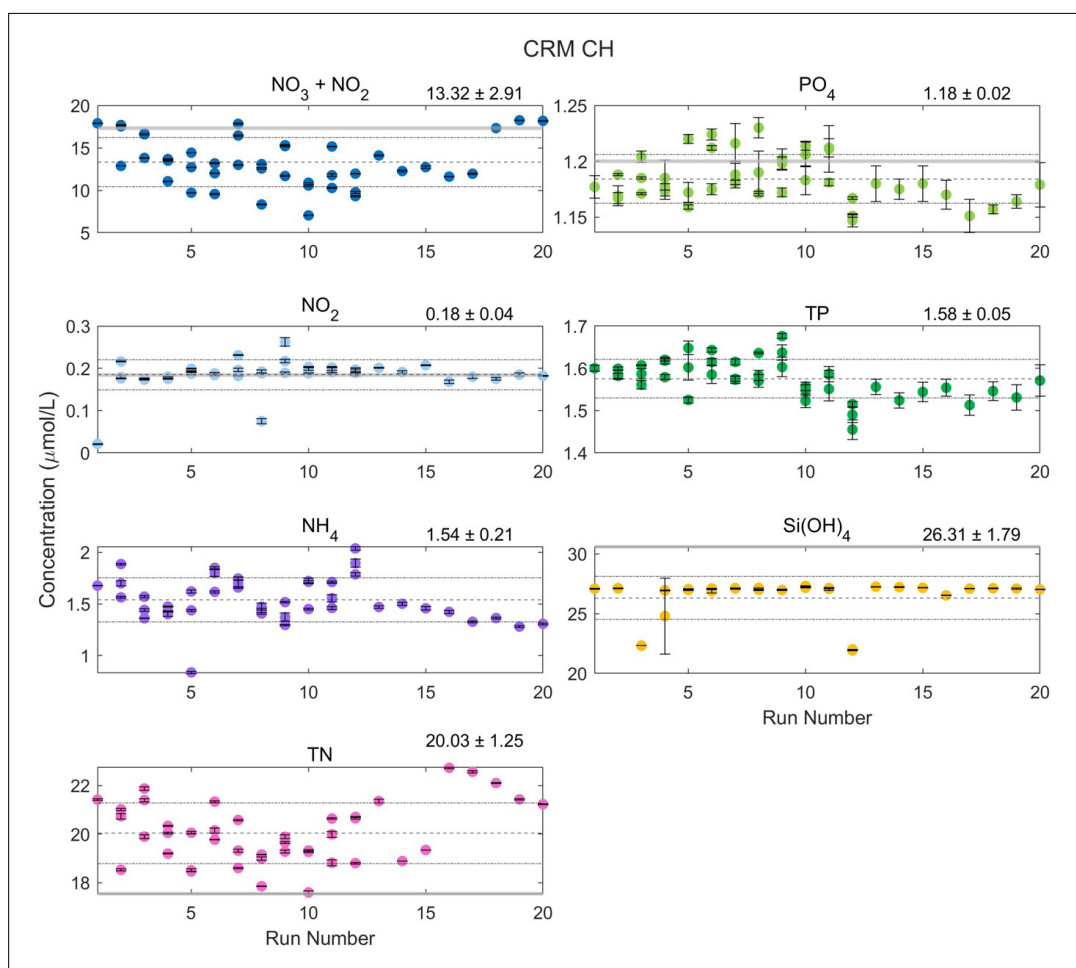 CRM CH
NO3 + NO2
13.32 ± 2.91
20
15
10
5
5
10
15
20
PO4
1.18 ± 0.02
1.25
1.20
1.15
5
10
15
20
NO2
0.18 ± 0.04
0.3
0.2
0.1
0
5
10
15
20
TP
1.58 ± 0.05
1.7
1.6
1.5
1.4
5
10
15
20
Concentration (μmol/L)
NH4
1.54 ± 0.21
2
1.5
1
5
10
15
20
Si(OH)4
26.31 ± 1.79
30
25
20
5
10
15
20
Run Number
TN
20.03 ± 1.25
22
20
18
5
10
15
20
Run Number